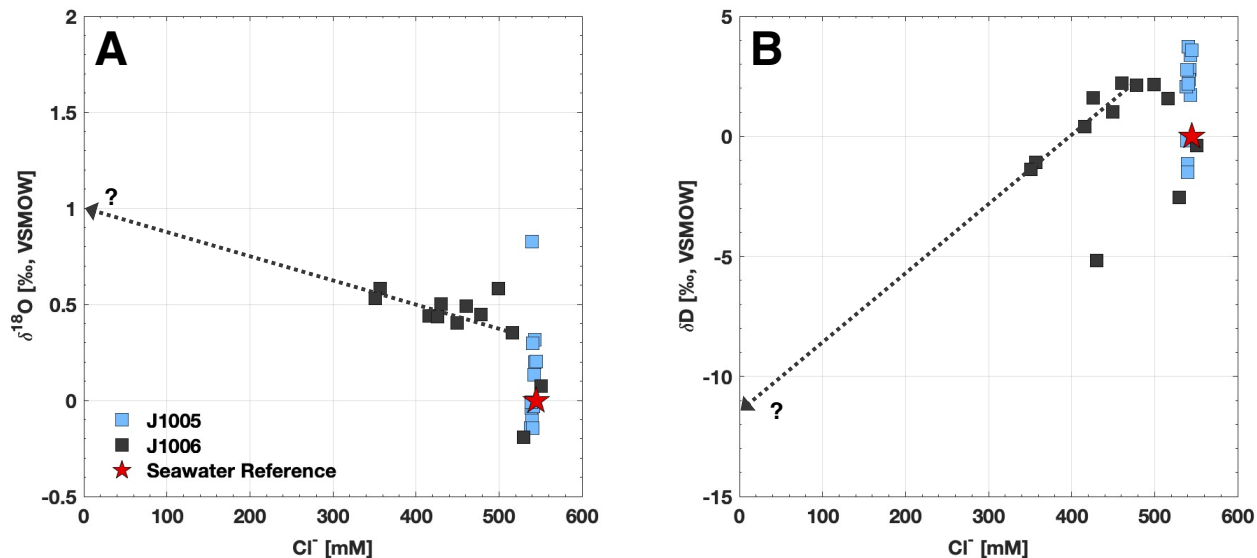 A
2
1.5
1
0.5
0
-0.5
δ18O [‰, VSMOW]
?
J1005
J1006
Seawater Reference
0 100 200 300 400 500 600
Cl- [mM]
B
5
0
-5
-10
-15
δD [‰, VSMOW]
?
0 100 200 300 400 500 600
Cl- [mM]